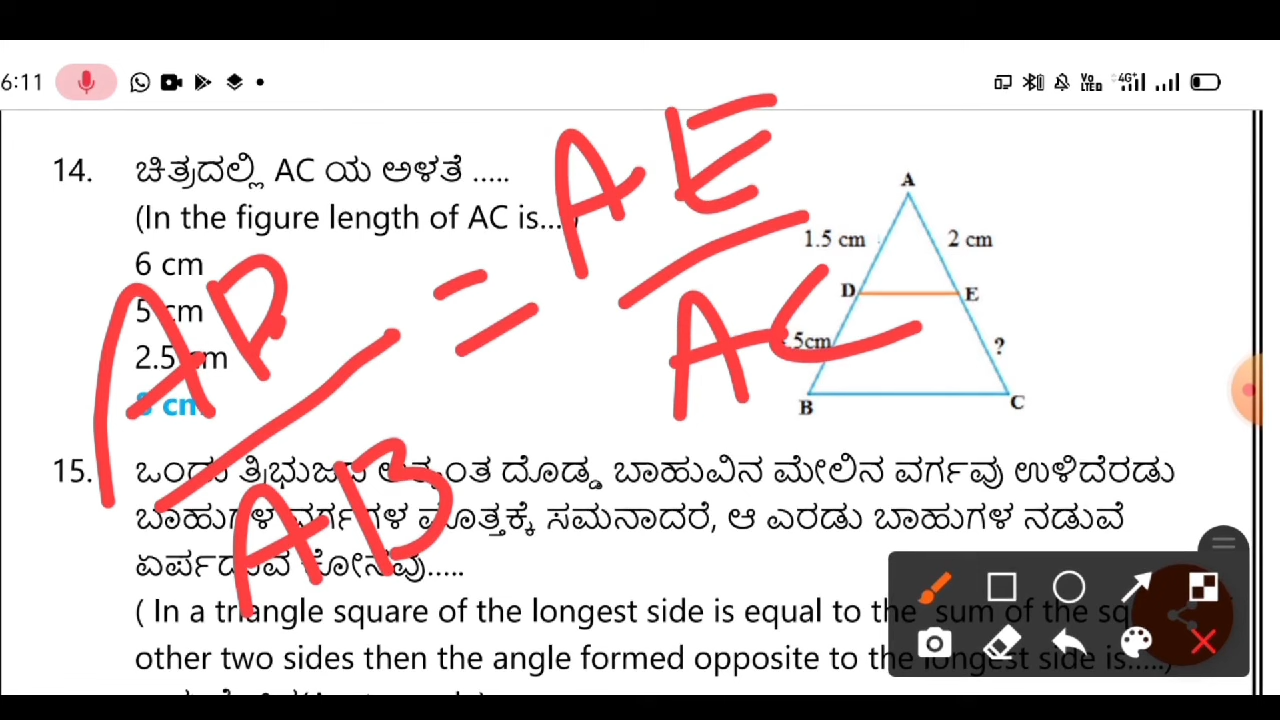 6:11
Vo LTED 4G+
14. ಚಿತ್ರದಲ್ಲಿ AC ಯ ಅಳತೆ .....
(In the figure length of AC is...
6 cm
5 cm
2.5 cm
8 cm
A
1.5 cm 2 cm
D E
5cm ?
B C
AD/AB = AE/AC
15. ಒಂದು ತ್ರಿಭುಜದ ಅತ್ಯಂತ ದೊಡ್ಡ ಬಾಹುವಿನ ಮೇಲಿನ ವರ್ಗವು ಉಳಿದೆರಡು
ಬಾಹುಗಳ ವರ್ಗಗಳ ಮೊತ್ತಕ್ಕೆ ಸಮನಾದರೆ, ಆ ಎರಡು ಬಾಹುಗಳ ನಡುವೆ
ಏರ್ಪಡುವ ಕೋನವು.....
( In a triangle square of the longest side is equal to the sum of the sq
other two sides then the angle formed opposite to the longest side is.....,